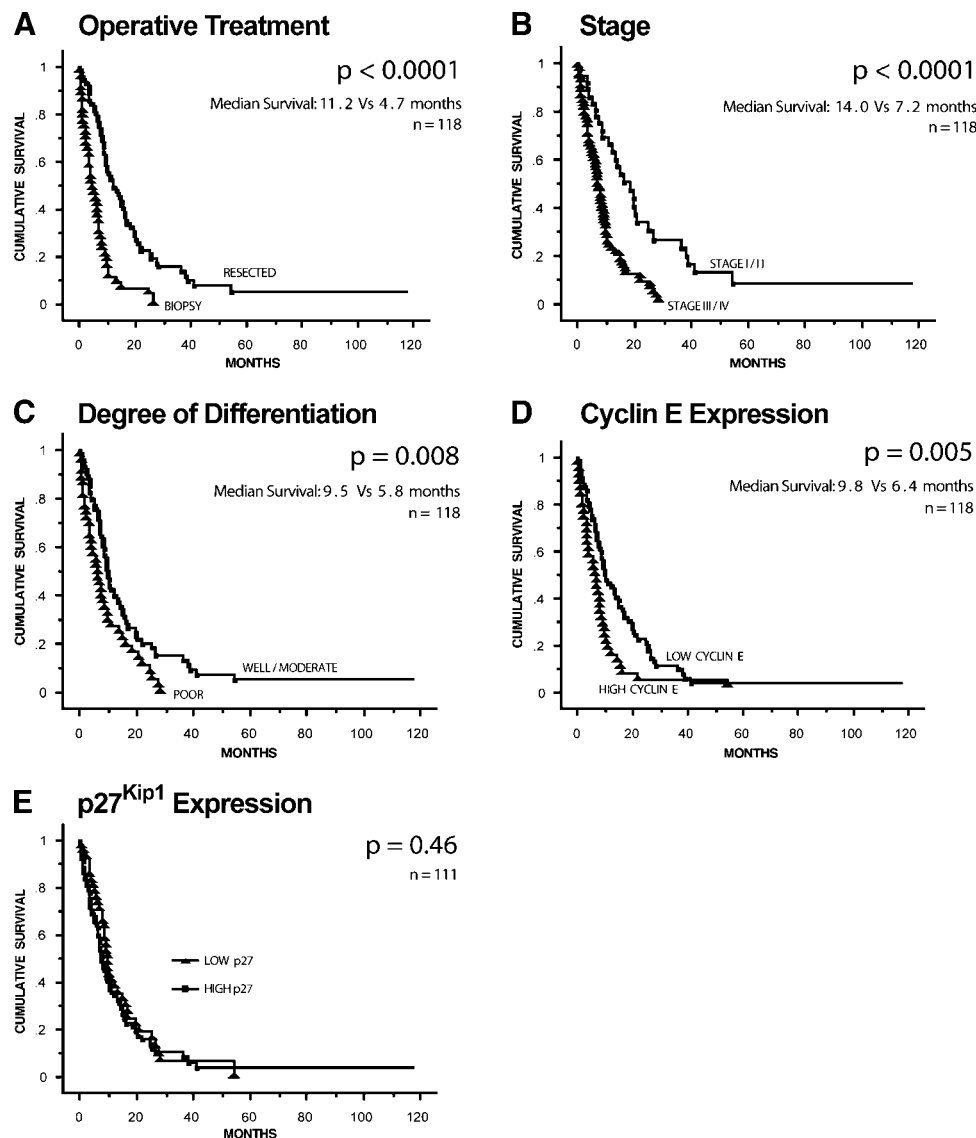 A Operative Treatment
p < 0.0001
Median Survival: 11.2 Vs 4.7 months
n = 118
CUMULATIVE SURVIVAL
1
.8
.6
.4
.2
0
RESECTED
BIOPSY
0 20 40 60 80 100 120
MONTHS
B Stage
p < 0.0001
Median Survival: 14.0 Vs 7.2 months
n = 118
CUMULATIVE SURVIVAL
1
.8
.6
.4
.2
0
STAGE I / II
STAGE III / IV
0 20 40 60 80 100 120
MONTHS
C Degree of Differentiation
p = 0.008
Median Survival: 9.5 Vs 5.8 months
n = 118
CUMULATIVE SURVIVAL
1
.8
.6
.4
.2
0
WELL / MODERATE
POOR
0 20 40 60 80 100 120
MONTHS
D Cyclin E Expression
p = 0.005
Median Survival: 9.8 Vs 6.4 months
n = 118
CUMULATIVE SURVIVAL
1
.8
.6
.4
.2
0
LOW CYCLIN E
HIGH CYCLIN E
0 20 40 60 80 100 120
MONTHS
E p27Kip1 Expression
p = 0.46
n = 111
CUMULATIVE SURVIVAL
1
.8
.6
.4
.2
0
LOW p27
HIGH p27
0 20 40 60 80 100 120
MONTHS